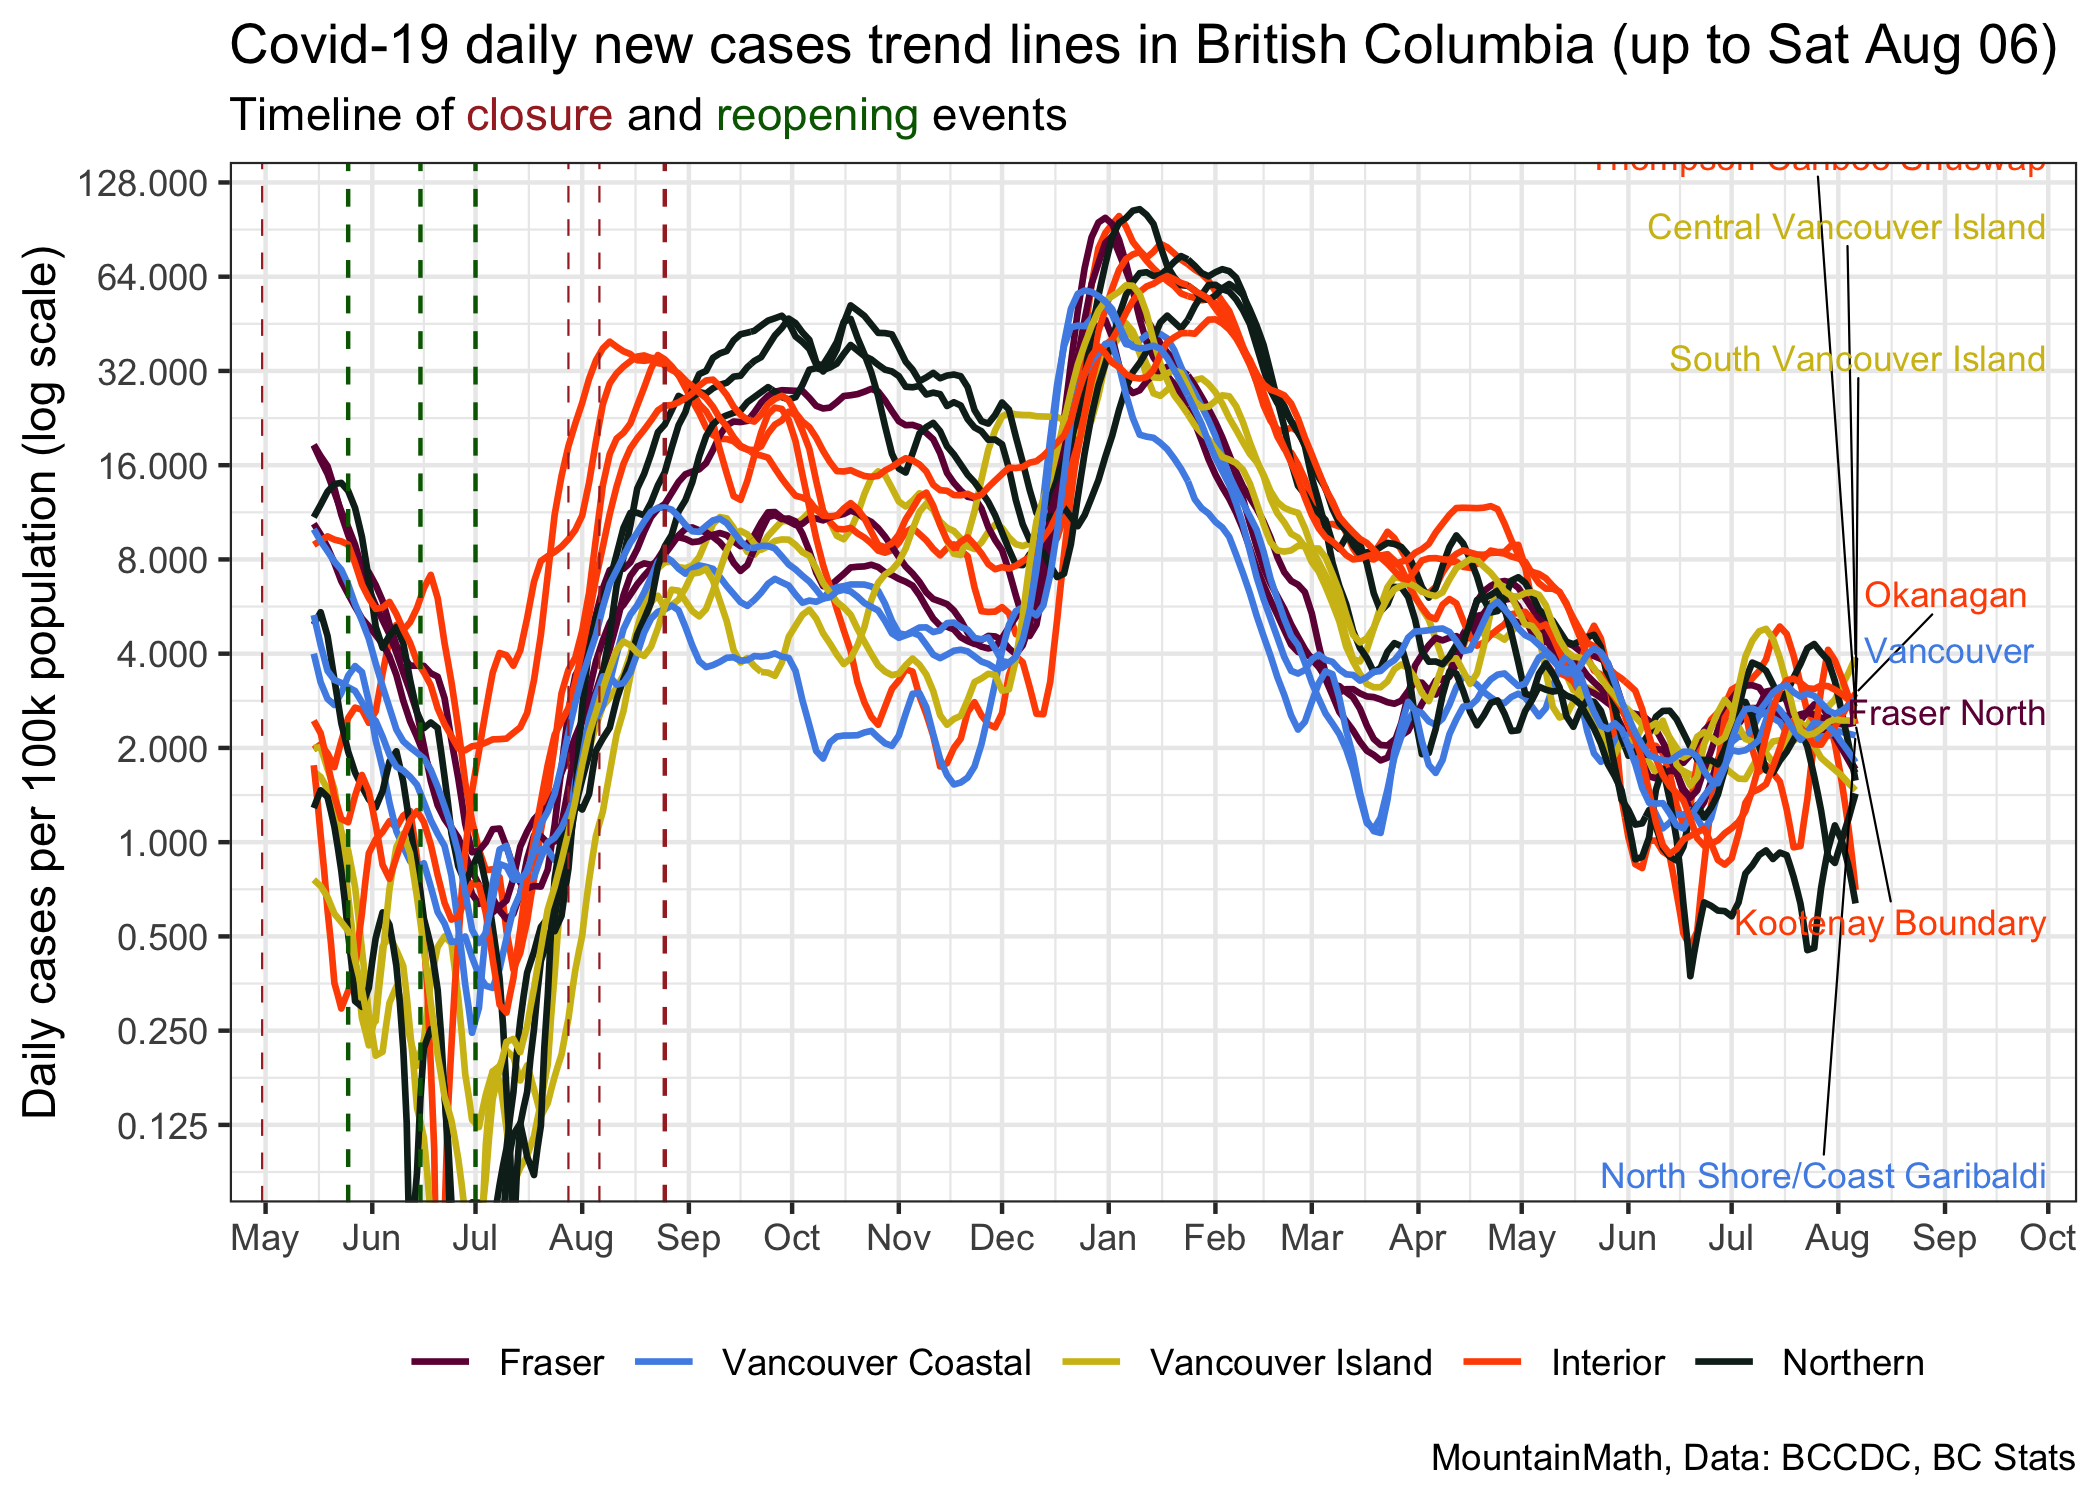 Covid-19 daily new cases trend lines in British Columbia (up to Sat Aug 06)
Timeline of closure and reopening events
Daily cases per 100k population (log scale)
128.000
64.000
32.000
16.000
8.000
4.000
2.000
1.000
0.500
0.250
0.125
Thompson Cariboo Shuswap
Central Vancouver Island
South Vancouver Island
Okanagan
Vancouver
Fraser North
Kootenay Boundary
North Shore/Coast Garibaldi
May Jun Jul Aug Sep Oct Nov Dec Jan Feb Mar Apr May Jun Jul Aug Sep Oct
Fraser Vancouver Coastal Vancouver Island Interior Northern
MountainMath, Data: BCCDC, BC Stats